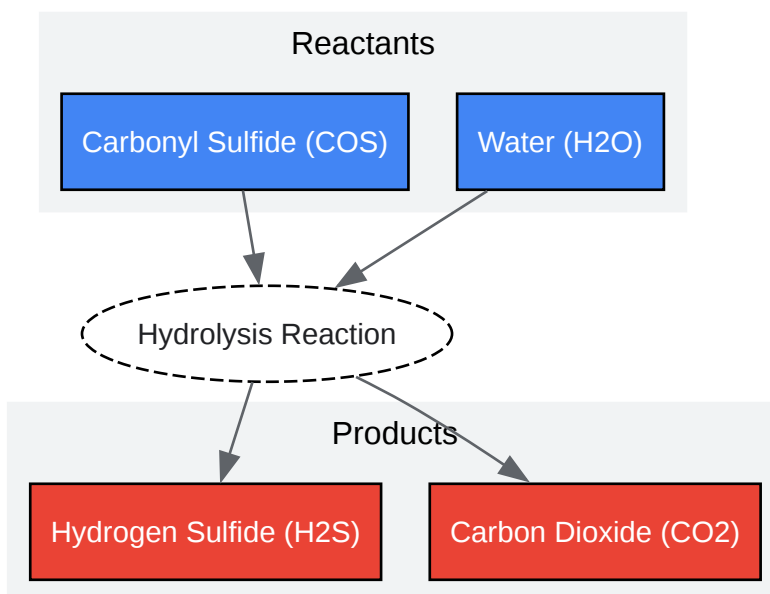 Reactants
Carbonyl Sulfide (COS)
Water (H2O)
Hydrolysis Reaction
Products
Hydrogen Sulfide (H2S)
Carbon Dioxide (CO2)